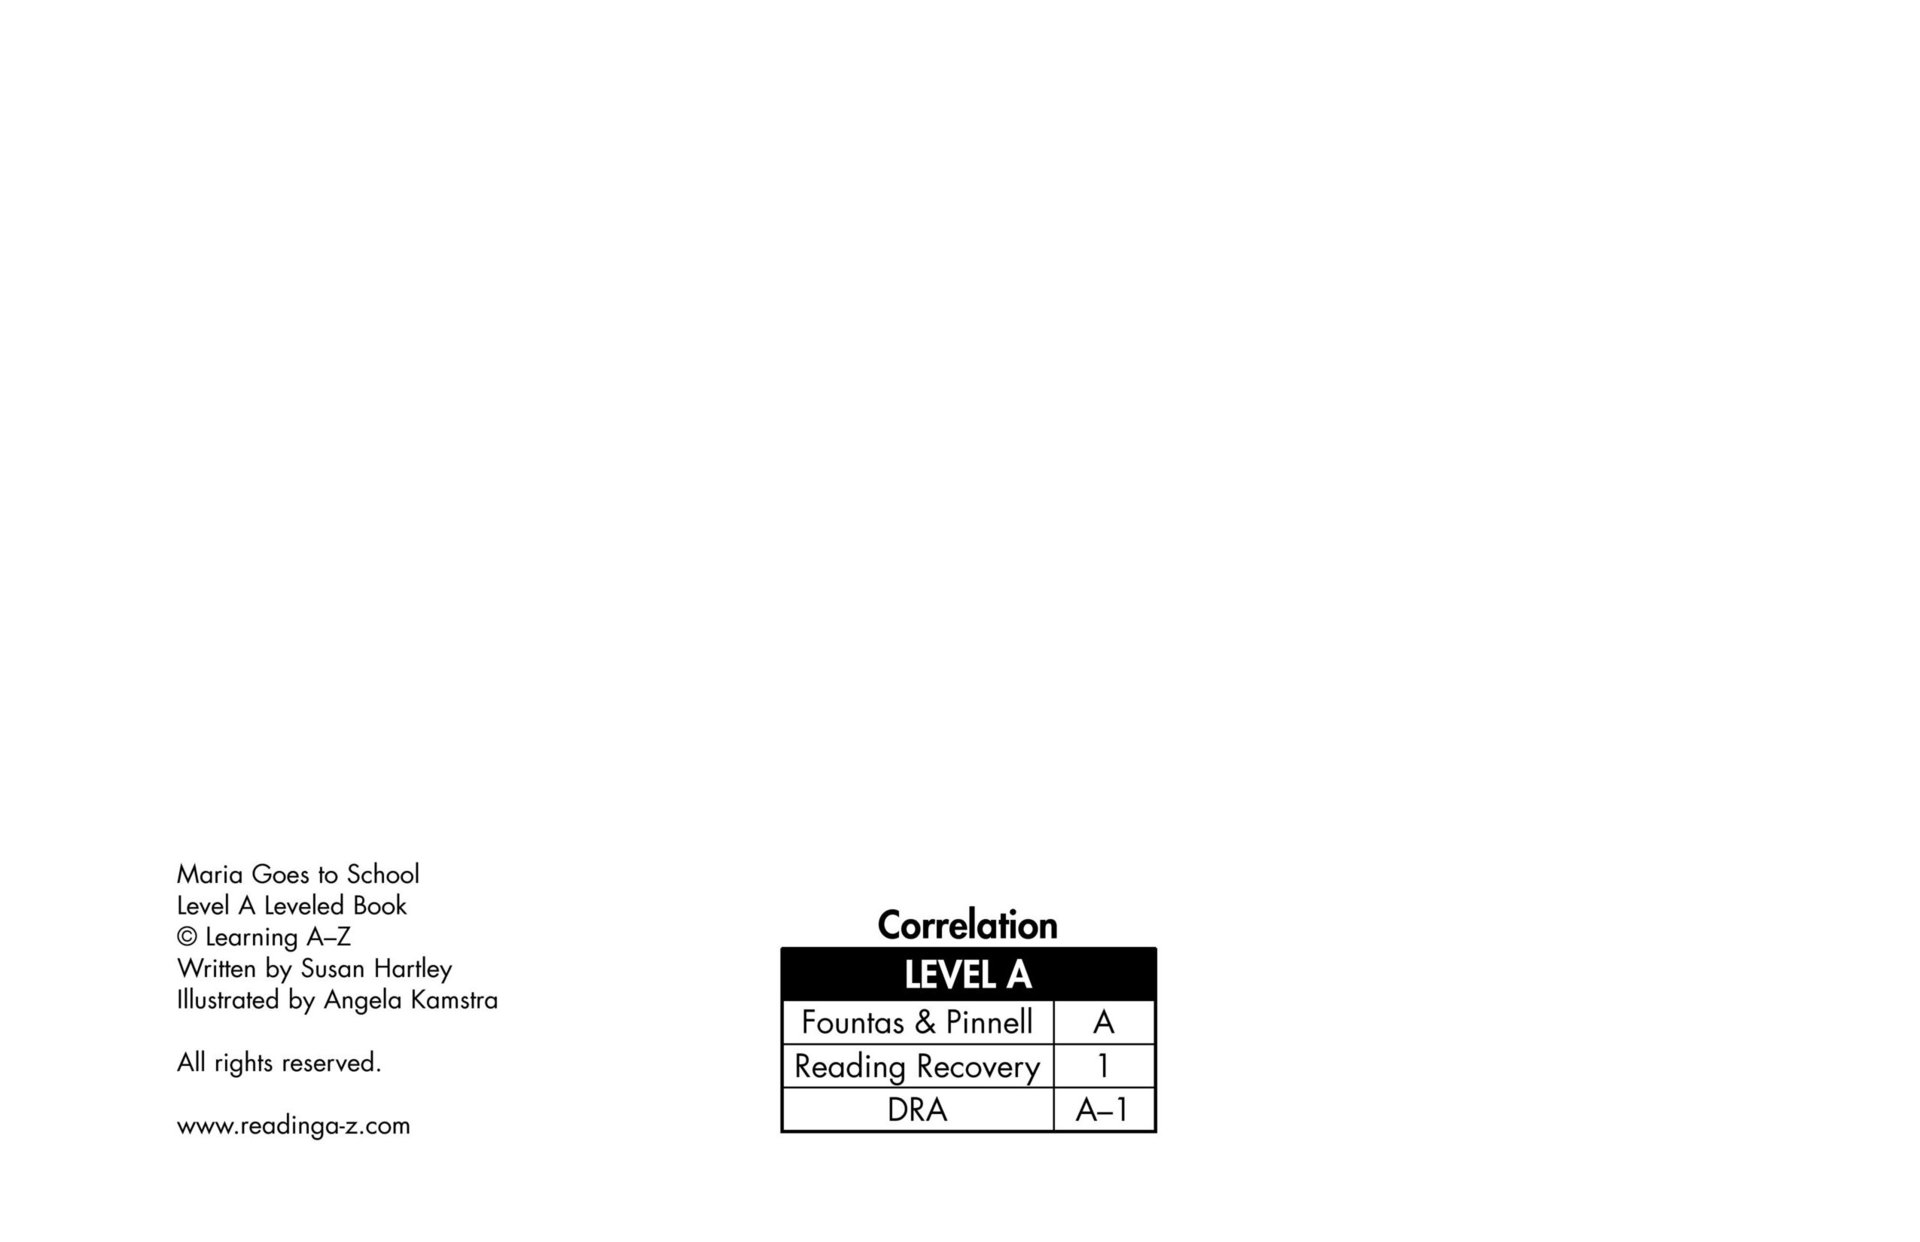 Maria Goes to School
Level A Leveled Book
© Learning A–Z
Written by Susan Hartley
Illustrated by Angela Kamstra
All rights reserved.
www.readinga-z.com
Correlation
LEVEL A
Fountas & Pinnell A
Reading Recovery 1
DRA A–1